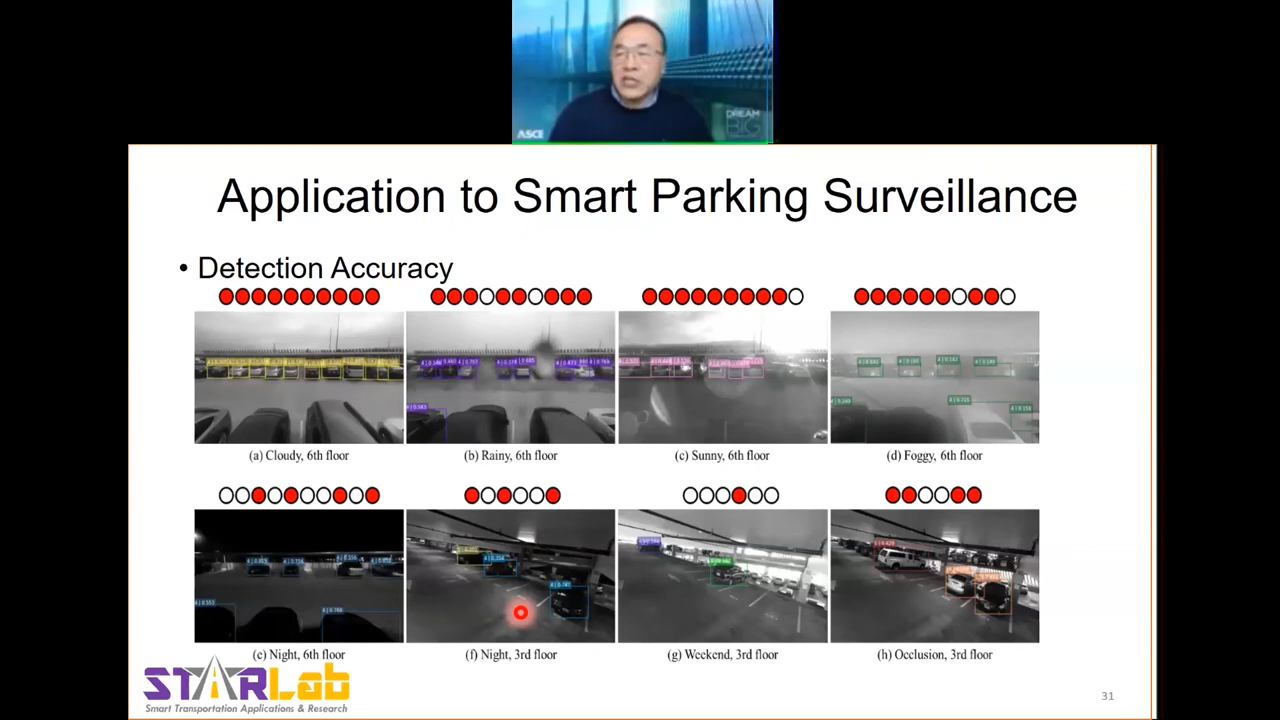 ASCE
DREAM
BIG
Application to Smart Parking Surveillance
• Detection Accuracy
(a) Cloudy, 6th floor
(b) Rainy, 6th floor
(c) Sunny, 6th floor
(d) Foggy, 6th floor
(e) Night, 6th floor
(f) Night, 3rd floor
(g) Weekend, 3rd floor
(h) Occlusion, 3rd floor
STARLab
Smart Transportation Applications & Research
31